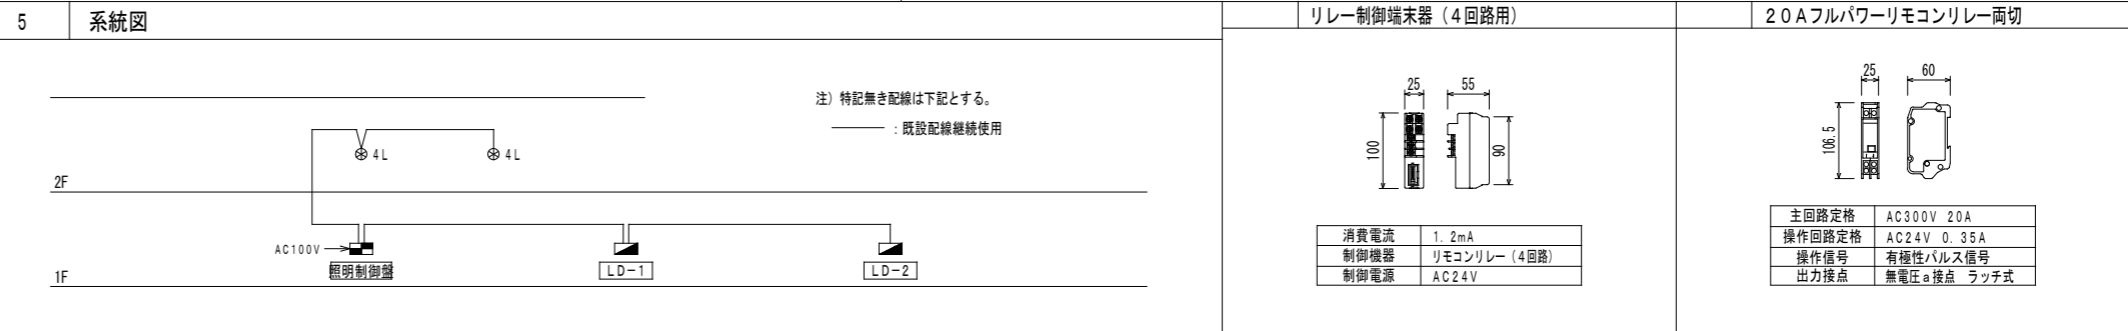 5 系統図
注) 特記無き配線は下記とする。
：既設配線継続使用
4L
4L
2F
AC100V
照明制御盤
LD-1
LD-2
1F
リレー制御端末器（４回路用）
25
55
100
90
消費電流 1.2mA
制御機器 リモコンリレー（４回路）
制御電源 AC24V
２０Ａフルパワーリモコンリレー両切
25
60
106.5
主回路定格 AC300V 20A
操作回路定格 AC24V 0.35A
操作信号 有極性パルス信号
出力接点 無電圧ａ接点　ラッチ式